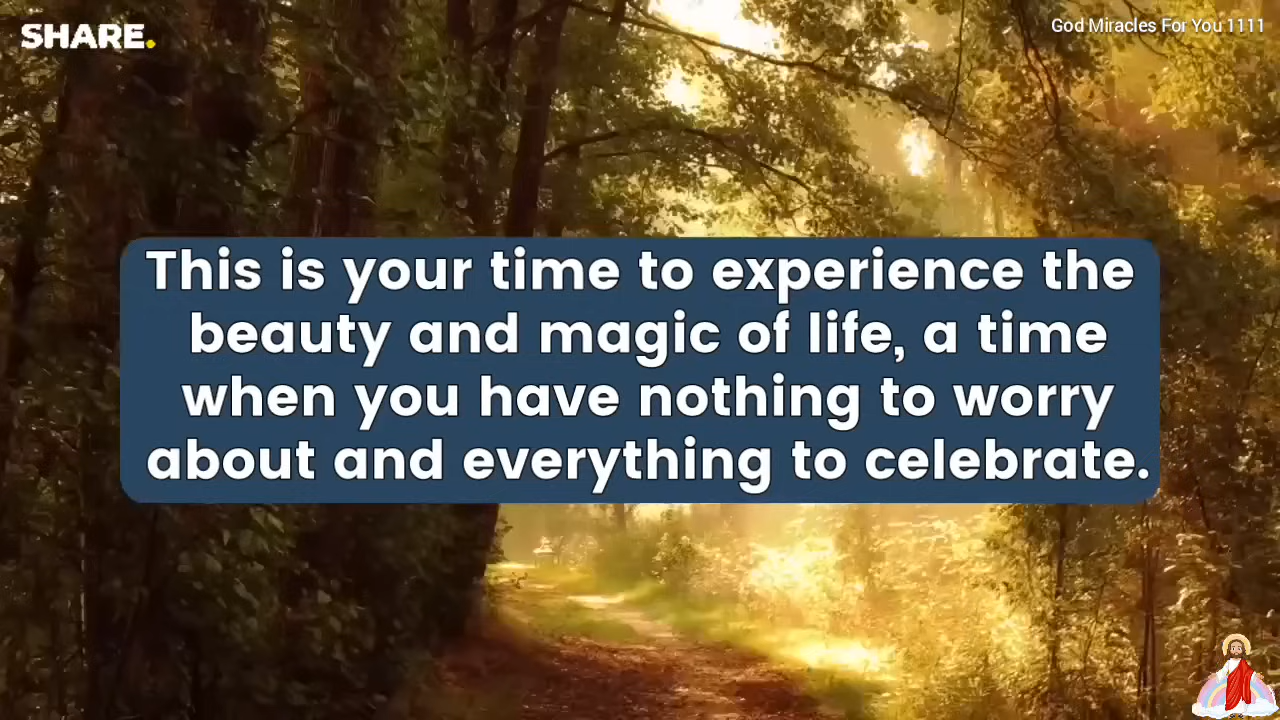 SHARE.
God Miracles For You 1111
This is your time to experience the
beauty and magic of life, a time
when you have nothing to worry
about and everything to celebrate.